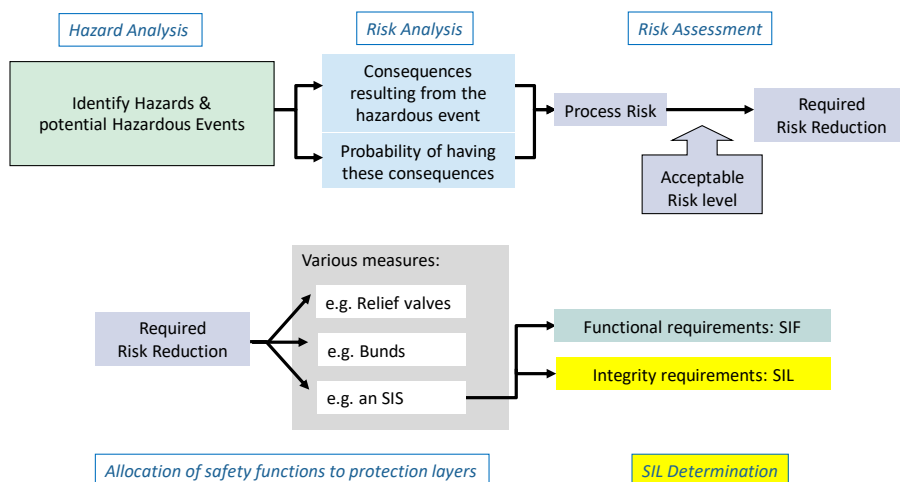 Hazard Analysis
Risk Analysis
Risk Assessment
Identify Hazards &
potential Hazardous Events
Consequences
resulting from the
hazardous event
Probability of having
these consequences
Process Risk
Required
Risk Reduction
Acceptable
Risk level
Various measures:
Required
Risk Reduction
e.g. Relief valves
e.g. Bunds
e.g. an SIS
Functional requirements: SIF
Integrity requirements: SIL
Allocation of safety functions to protection layers
SIL Determination